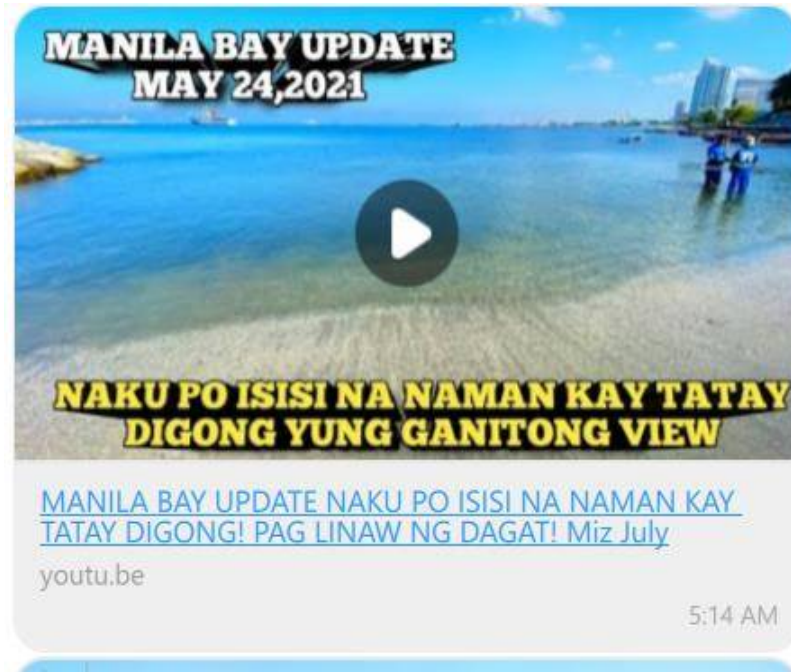 MANILA BAY UPDATE
MAY 24,2021
NAKU PO ISISI NA NAMAN KAY TATAY
DIGONG YUNG GANITONG VIEW
MANILA BAY UPDATE NAKU PO ISISI NA NAMAN KAY
TATAY DIGONG! PAG LINAW NG DAGAT! Miz July
youtu.be
5:14 AM